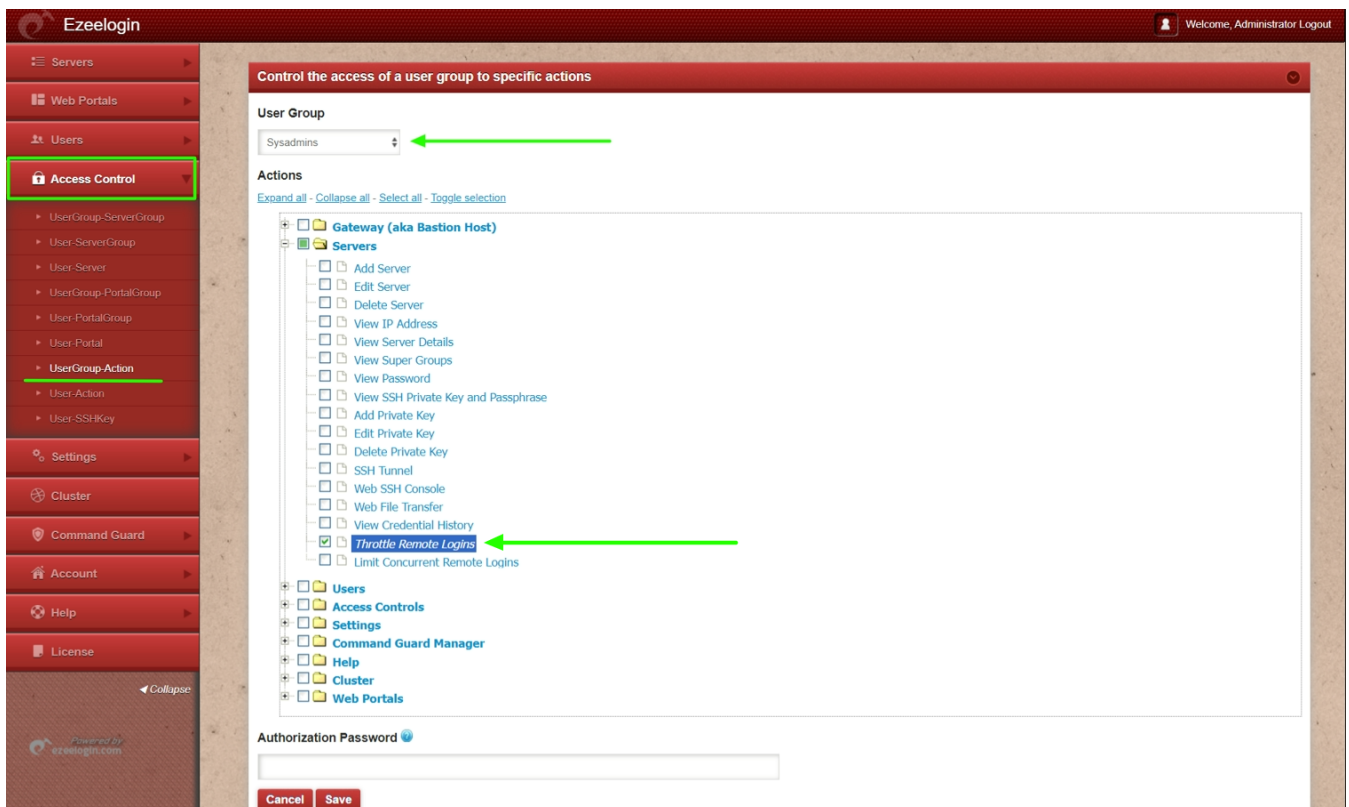 Ezeelogin
Welcome, Administrator Logout
Servers
Web Portals
Users
Access Control
UserGroup-ServerGroup
User-ServerGroup
User-Server
UserGroup-PortalGroup
User-PortalGroup
User-Portal
UserGroup-Action
User-Action
User-SSHKey
Settings
Cluster
Command Guard
Account
Help
License
Collapse
Powered by
ezeelogin.com
Control the access of a user group to specific actions
User Group
Sysadmins
Actions
Expand all - Collapse all - Select all - Toggle selection
Gateway (aka Bastion Host)
Servers
Add Server
Edit Server
Delete Server
View IP Address
View Server Details
View Super Groups
View Password
View SSH Private Key and Passphrase
Add Private Key
Edit Private Key
Delete Private Key
SSH Tunnel
Web SSH Console
Web File Transfer
View Credential History
Throttle Remote Logins
Limit Concurrent Remote Logins
Users
Access Controls
Settings
Command Guard Manager
Help
Cluster
Web Portals
Authorization Password
Cancel Save